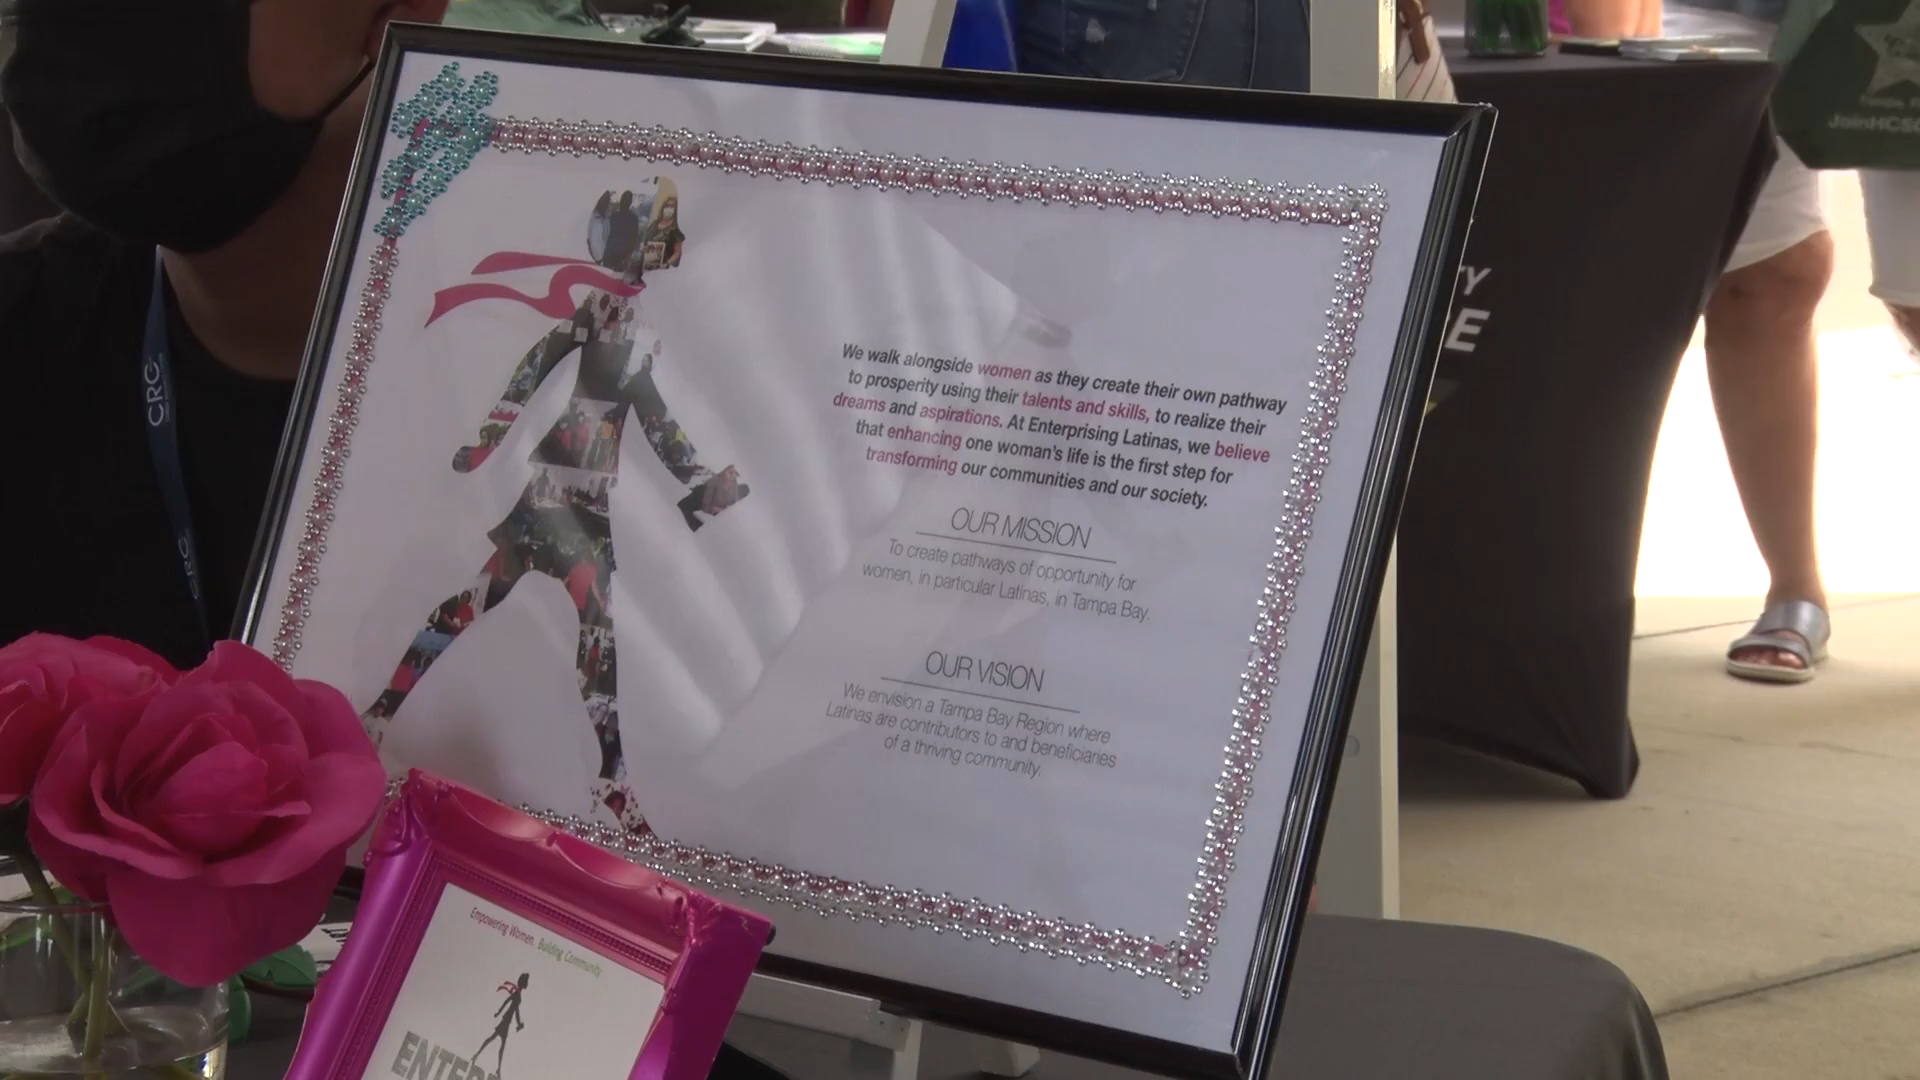 We walk alongside women as they create their own pathway
to prosperity using their talents and skills, to realize their
dreams and aspirations. At Enterprising Latinas, we believe
that enhancing one woman's life is the first step for
transforming our communities and our society.
OUR MISSION
To create pathways of opportunity for
women, in particular Latinas, in Tampa Bay.
OUR VISION
We envision a Tampa Bay Region where
Latinas are contributors to and beneficiaries
of a thriving community.
Empowering Women. Building Community
CRG
CRG